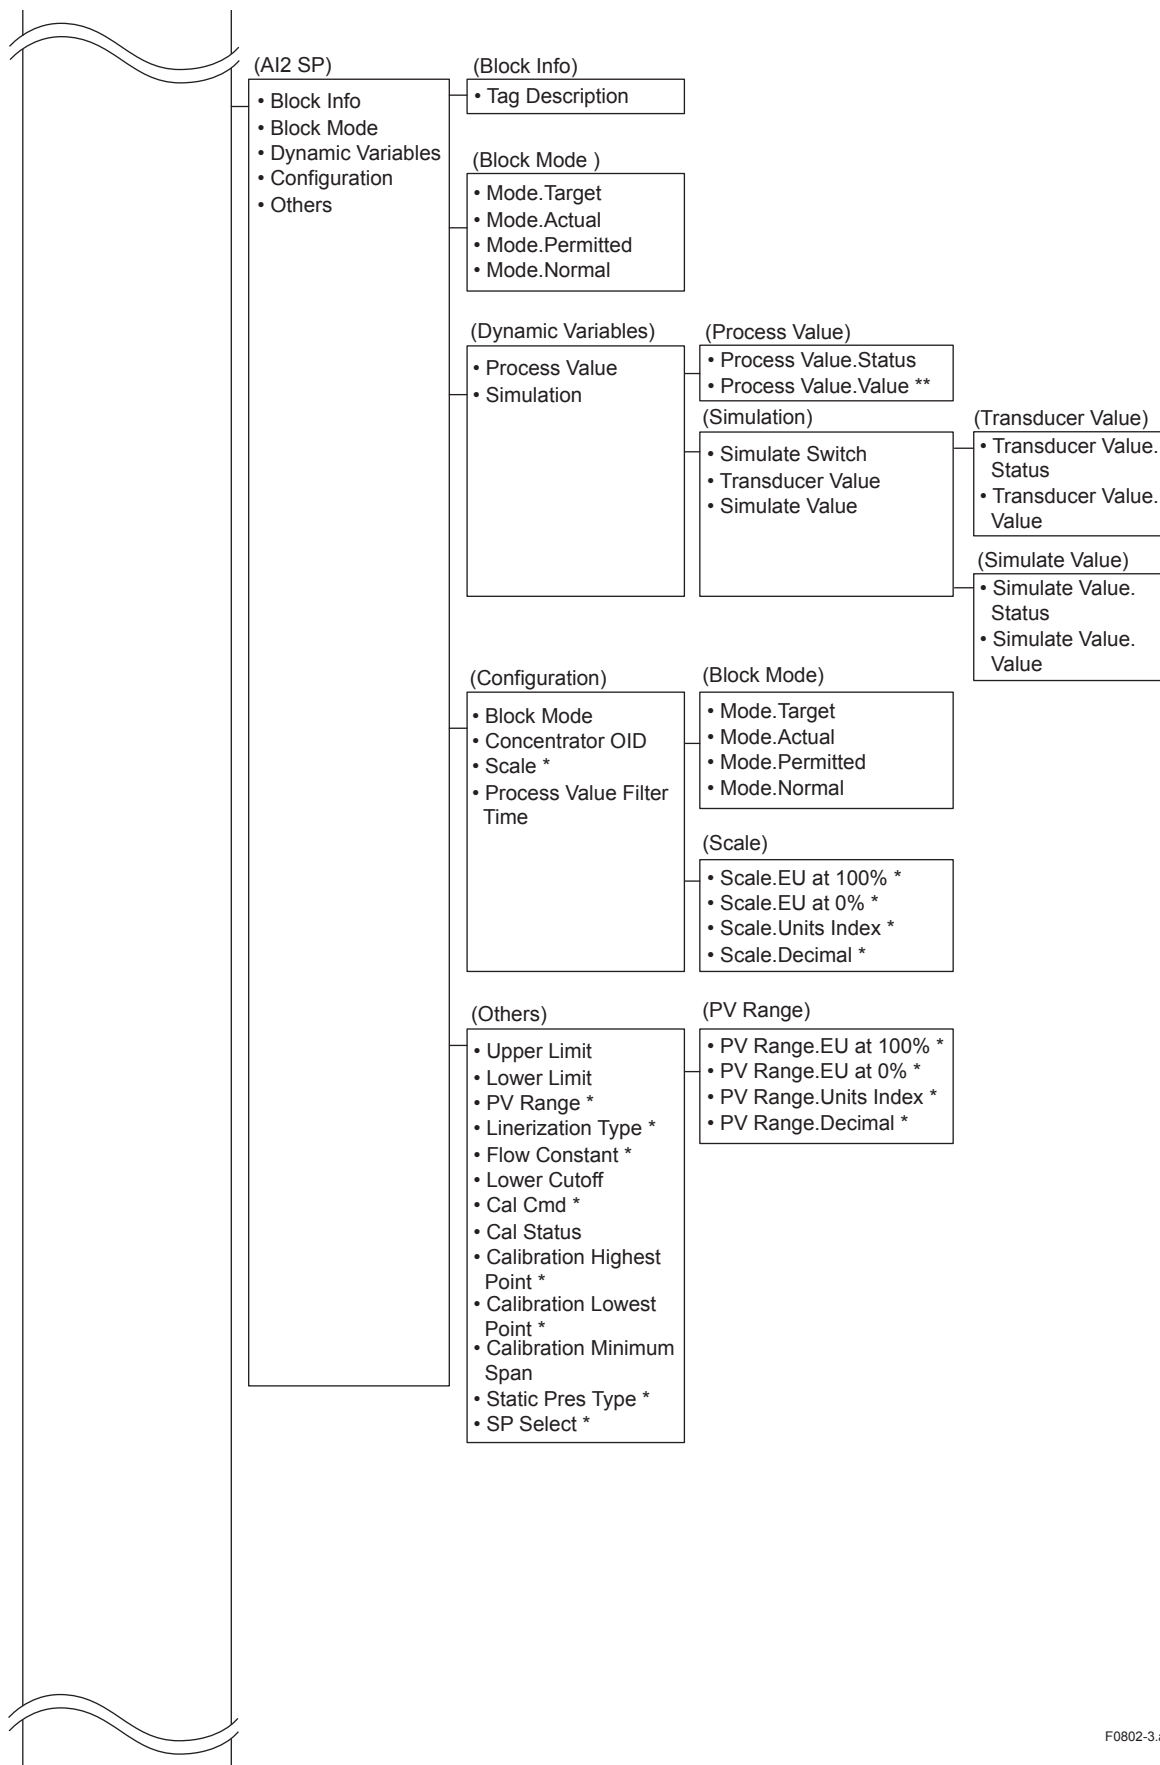 (AI2 SP)
• Block Info
• Block Mode
• Dynamic Variables
• Configuration
• Others
(Block Info)
• Tag Description
(Block Mode )
• Mode.Target
• Mode.Actual
• Mode.Permitted
• Mode.Normal
(Dynamic Variables)
• Process Value
• Simulation
(Process Value)
• Process Value.Status
• Process Value.Value **
(Simulation)
• Simulate Switch
• Transducer Value
• Simulate Value
(Transducer Value)
• Transducer Value.
Status
• Transducer Value.
Value
(Simulate Value)
• Simulate Value.
Status
• Simulate Value.
Value
(Configuration)
• Block Mode
• Concentrator OID
• Scale *
• Process Value Filter
Time
(Block Mode)
• Mode.Target
• Mode.Actual
• Mode.Permitted
• Mode.Normal
(Scale)
• Scale.EU at 100% *
• Scale.EU at 0% *
• Scale.Units Index *
• Scale.Decimal *
(Others)
• Upper Limit
• Lower Limit
• PV Range *
• Linerization Type *
• Flow Constant *
• Lower Cutoff
• Cal Cmd *
• Cal Status
• Calibration Highest
Point *
• Calibration Lowest
Point *
• Calibration Minimum
Span
• Static Pres Type *
• SP Select *
(PV Range)
• PV Range.EU at 100% *
• PV Range.EU at 0% *
• PV Range.Units Index *
• PV Range.Decimal *
F0802-3.